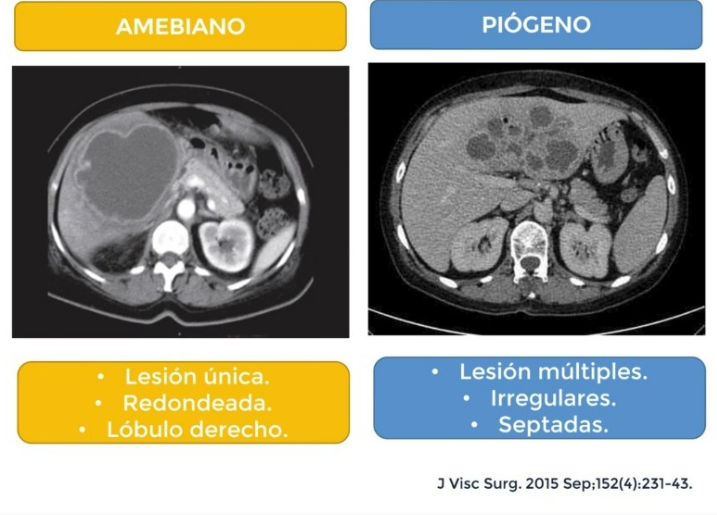 AMEBIANO
PIÓGENO
• Lesión única.
• Redondeada.
• Lóbulo derecho.
• Lesión múltiples.
• Irregulares.
• Septadas.
J Visc Surg. 2015 Sep;152(4):231-43.